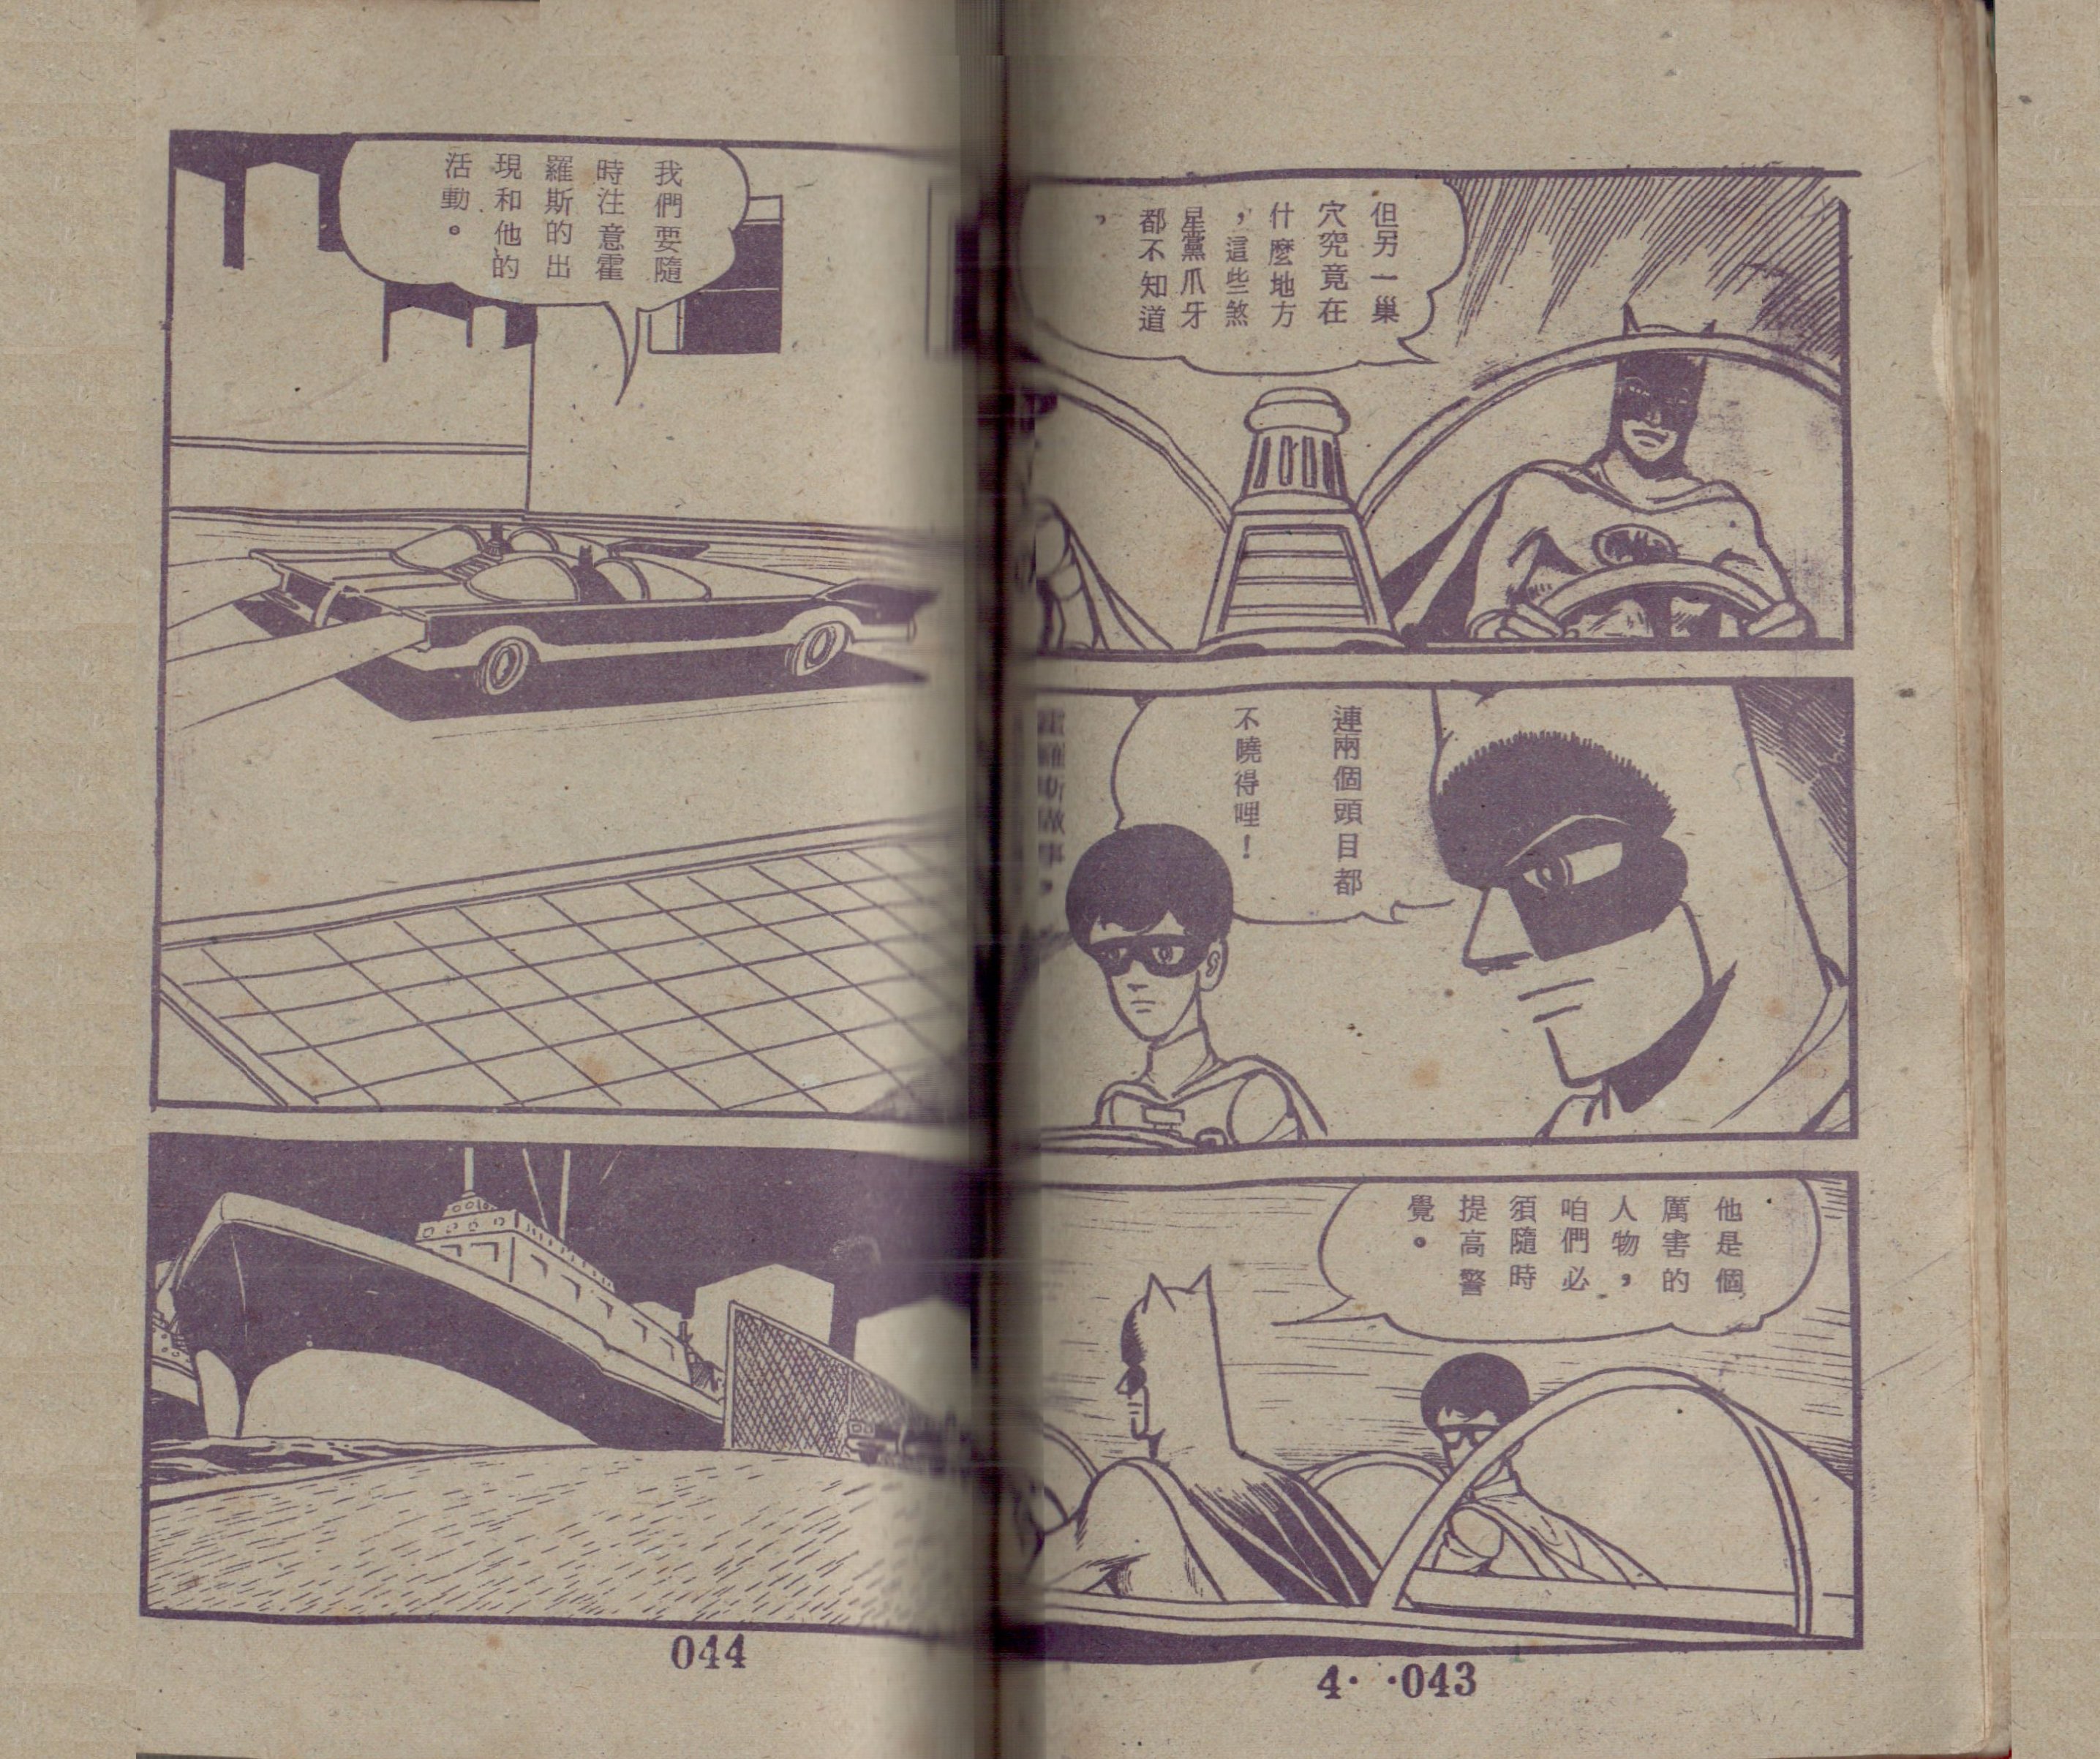 但另一巢
穴究竟在
什麼地方
，這些煞
星黨爪牙
都不知道
，
連兩個頭目都
不曉得哩！
霍羅斯故事，
他是個
厲害的
人物，
咱們必
須隨時
提高警
覺。
4· ·043
我們要隨
時注意霍
羅斯的出
現和他的
活動。
044